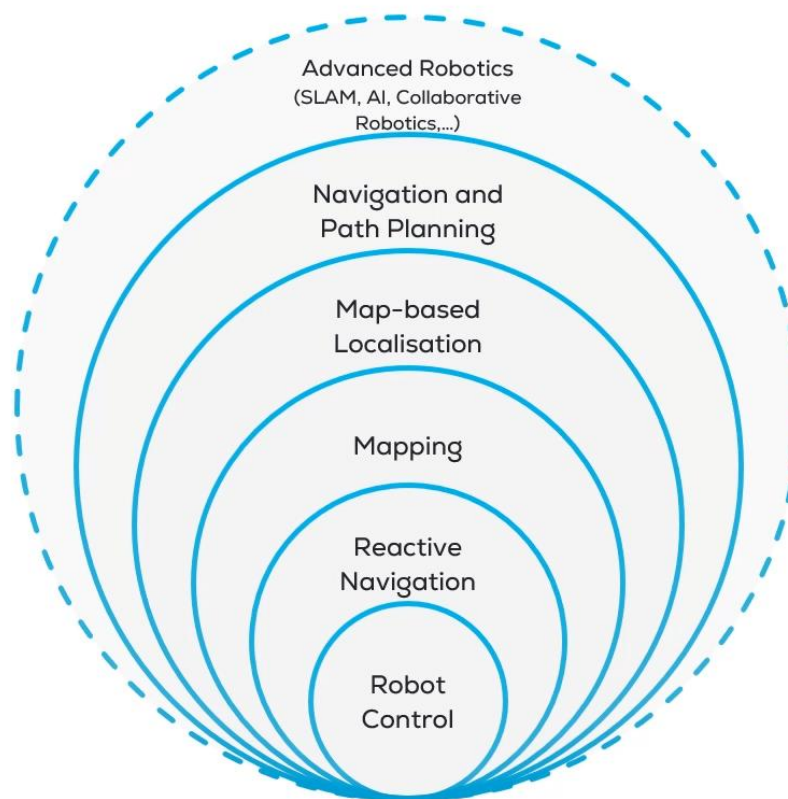 Advanced Robotics
(SLAM, AI, Collaborative
Robotics,...)
Navigation and
Path Planning
Map-based
Localisation
Mapping
Reactive
Navigation
Robot
Control